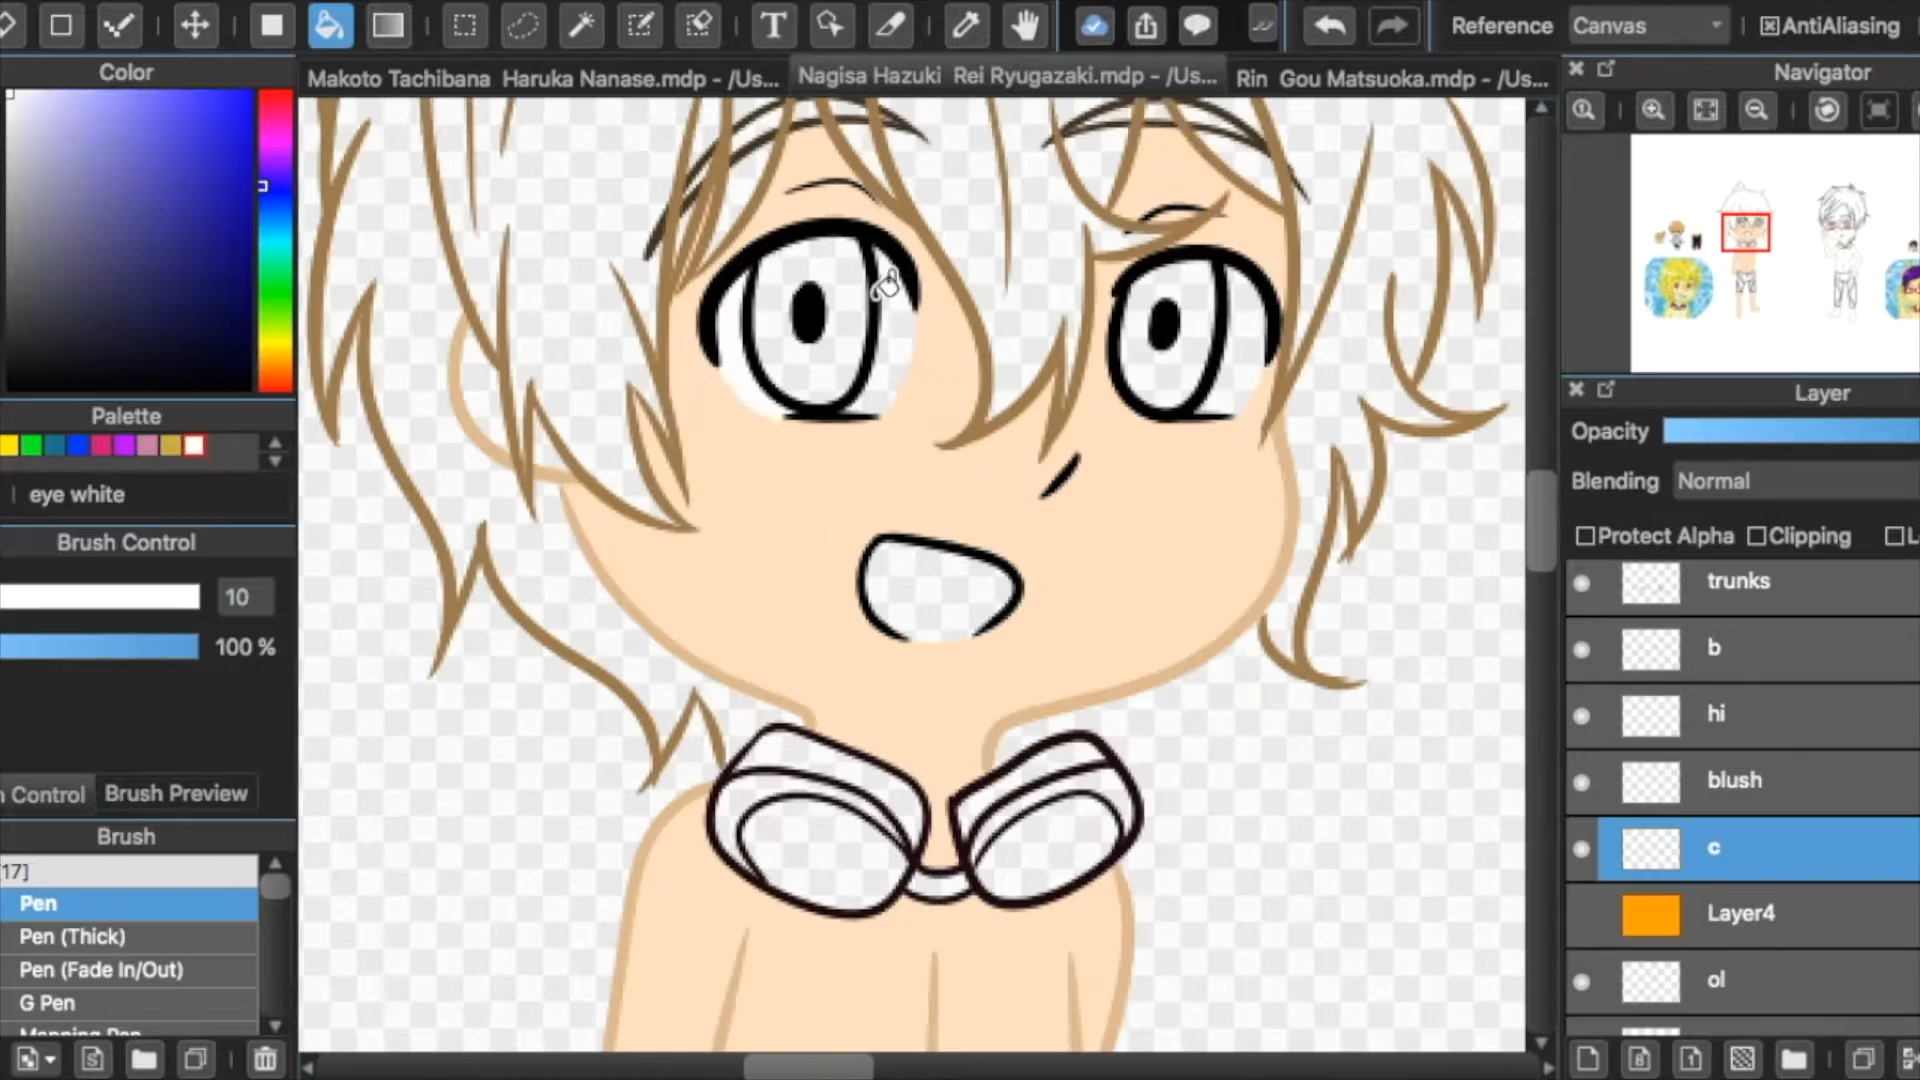 Reference
Canvas
AntiAliasing
Color
Makoto Tachibana Haruka Nanase.mdp - /Us...
Nagisa Hazuki Rei Ryugazaki.mdp - /Us...
Rin Gou Matsuoka.mdp - /Us...
Navigator
Palette
eye white
Brush Control
10
100 %
Control
Brush Preview
Brush
17]
Pen
Pen (Thick)
Pen (Fade In/Out)
G Pen
Mapping Pen
Layer
Opacity
Blending
Normal
Protect Alpha
Clipping
L
trunks
b
hi
blush
c
Layer4
ol